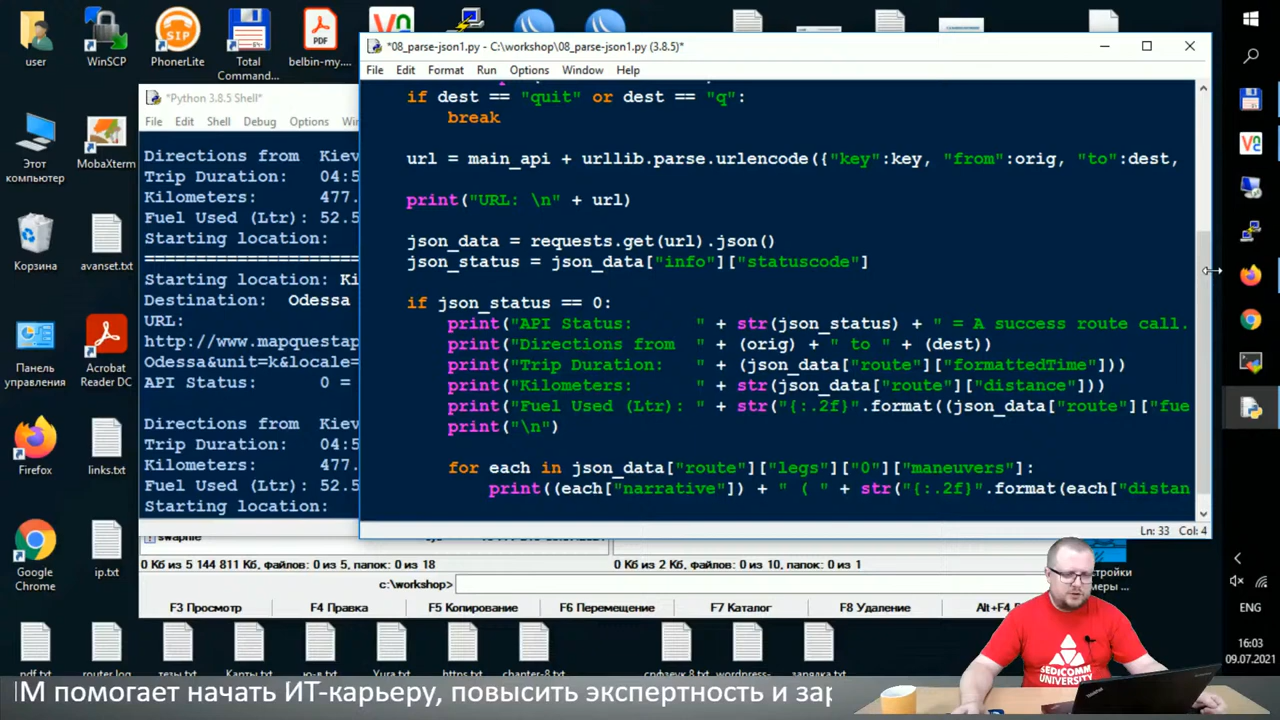 user
WinSCP
PhonerLite
Total
Command...
belbin-my....
Этот
компьютер
MobaXterm
Корзина
avanset.txt
Панель
управления
Acrobat
Reader DC
Firefox
links.txt
Google
Chrome
ip.txt
*Python 3.8.5 Shell*
File Edit Shell Debug Options
Directions from Kiev
Trip Duration: 04:5
Kilometers: 477.
Fuel Used (Ltr): 52.5
Starting location:
Starting location: Ki
Destination: Odessa
URL:
http://www.mapquestap
Odessa&unit=k&locale=
API Status: 0 =
Directions from Kiev
Trip Duration: 04:5
Kilometers: 477.
Fuel Used (Ltr): 52.5
Starting location:
*08_parse-json1.py - C:\workshop\08_parse-json1.py (3.8.5)*
File Edit Format Run Options Window Help
if dest == "quit" or dest == "q":
break
url = main_api + urllib.parse.urlencode({"key":key, "from":orig, "to":dest,
print("URL: \n" + url)
json_data = requests.get(url).json()
json_status = json_data["info"]["statuscode"]
if json_status == 0:
print("API Status: " + str(json_status) + " = A success route call.
print("Directions from " + (orig) + " to " + (dest))
print("Trip Duration: " + (json_data["route"]["formattedTime"]))
print("Kilometers: " + str(json_data["route"]["distance"]))
print("Fuel Used (Ltr): " + str("{:.2f}".format((json_data["route"]["fue
print("\n")
for each in json_data["route"]["legs"]["0"]["maneuvers"]:
print((each["narrative"]) + " ( " + str("{:.2f}".format(each["distan
Ln: 33 Col: 4
0 Кб из 5 144 811 Кб, файлов: 0 из 5, папок: 0 из 18
0 Кб из 2 Кб, файлов: 0 из 10, папок: 0 из 1
c:\workshop>
F3 Просмотр F4 Правка F5 Копирование F6 Перемещение F7 Каталог F8 Удаление
ENG
16:03
09.07.2021
SEDICOMM
UNIVERSITY
M помогает начать ИТ-карьеру, повысить экспертность и зар